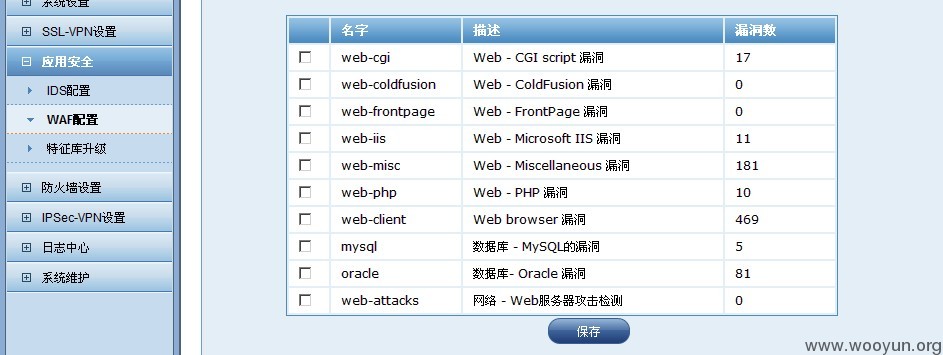 系统设置
SSL-VPN设置
应用安全
IDS配置
WAF配置
特征库升级
防火墙设置
IPSec-VPN设置
日志中心
系统维护
名字 描述 漏洞数
web-cgi Web - CGI script 漏洞 17
web-coldfusion Web - ColdFusion 漏洞 0
web-frontpage Web - FrontPage 漏洞 0
web-iis Web - Microsoft IIS 漏洞 11
web-misc Web - Miscellaneous 漏洞 181
web-php Web - PHP 漏洞 10
web-client Web browser 漏洞 469
mysql 数据库 - MySQL的漏洞 5
oracle 数据库- Oracle 漏洞 81
web-attacks 网络 - Web服务器攻击检测 0
保存
www.wooyun.org